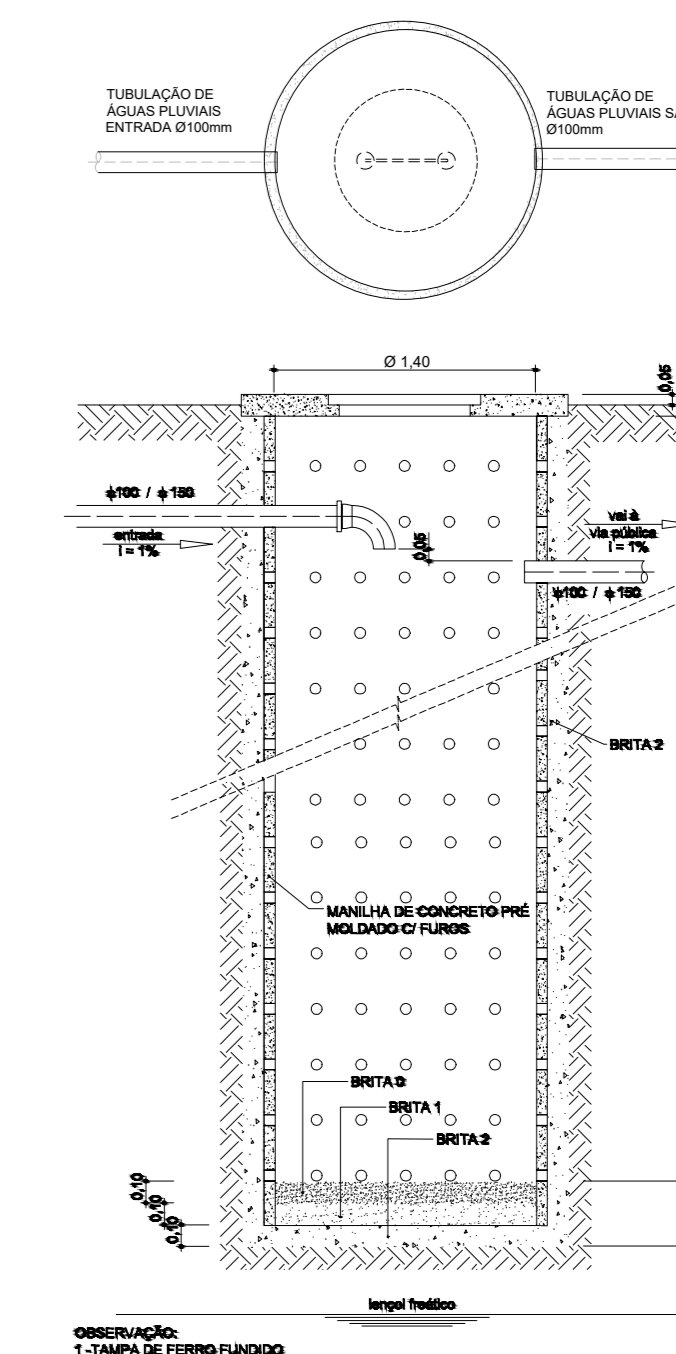 TUBULAÇÃO DE
ÁGUAS PLUVIAIS
ENTRADA Ø100mm
TUBULAÇÃO DE
ÁGUAS PLUVIAIS SA
Ø100mm
Ø 1,40
0,05
ϕ100 / ϕ150
entrada
i = 1%
0,05
vai à
via pública
i = 1%
ϕ100 / ϕ150
BRITA 2
MANILHA DE CONCRETO PRÉ
MOLDADO C/ FUROS
BRITA 0
BRITA 1
BRITA 2
0,10
0,10
0,10
lençol freático
OBSERVAÇÃO:
1 -TAMPA DE FERRO FUNDIDO